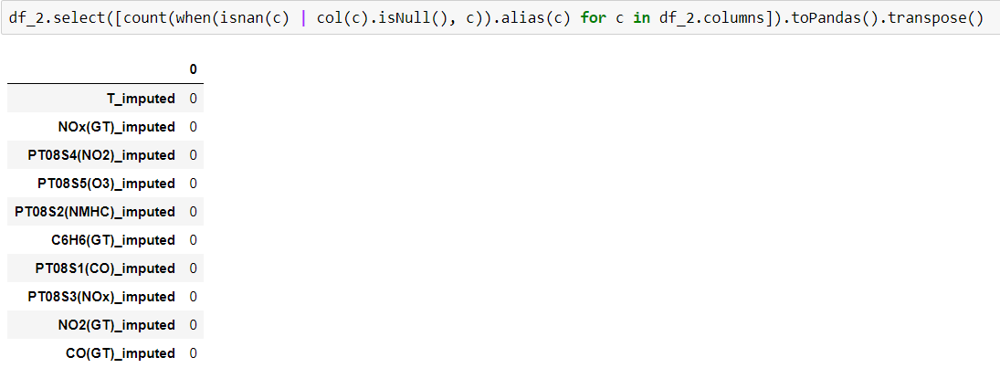 df_2.select([count(when(isnan(c) | col(c).isNull(), c)).alias(c) for c in df_2.columns]).toPandas().transpose()
0
T_imputed 0
NOx(GT)_imputed 0
PT08S4(NO2)_imputed 0
PT08S5(O3)_imputed 0
PT08S2(NMHC)_imputed 0
C6H6(GT)_imputed 0
PT08S1(CO)_imputed 0
PT08S3(NOx)_imputed 0
NO2(GT)_imputed 0
CO(GT)_imputed 0